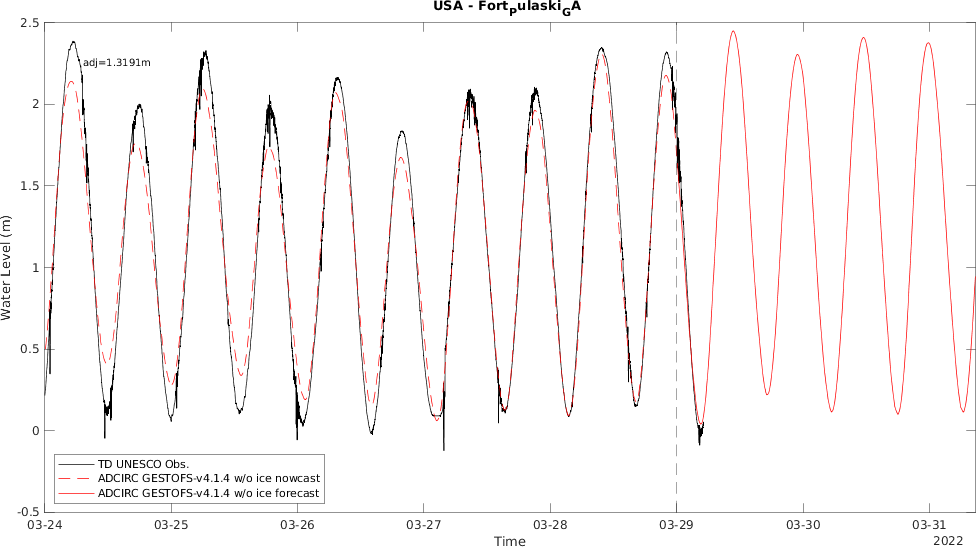 USA - Fort_Pulaski_GA
2.5
adj=1.3191m
2
1.5
1
0.5
0
-0.5
Water Level (m)
TD UNESCO Obs.
ADCIRC GESTOFS-v4.1.4 w/o ice nowcast
ADCIRC GESTOFS-v4.1.4 w/o ice forecast
03-24 03-25 03-26 03-27 03-28 03-29 03-30 03-31
Time
2022